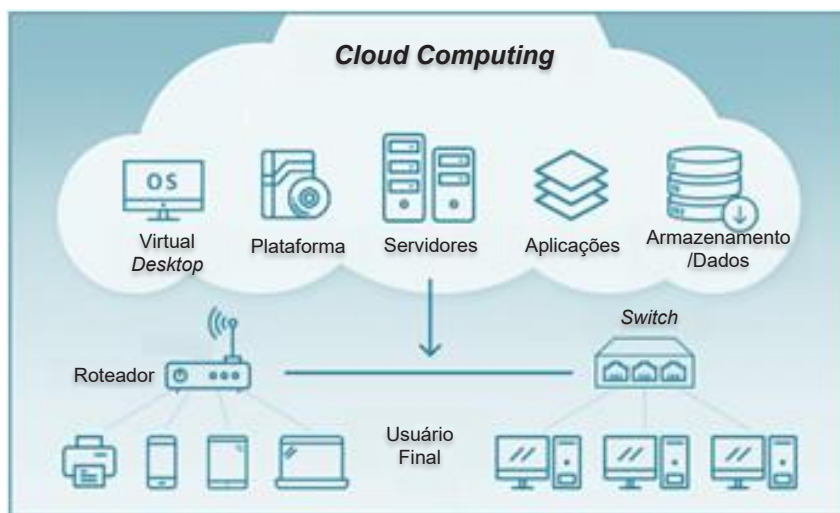 Cloud Computing
OS
Virtual
Desktop
Plataforma
Servidores
Aplicações
Armazenamento
/Dados
Switch
Roteador
Usuário
Final